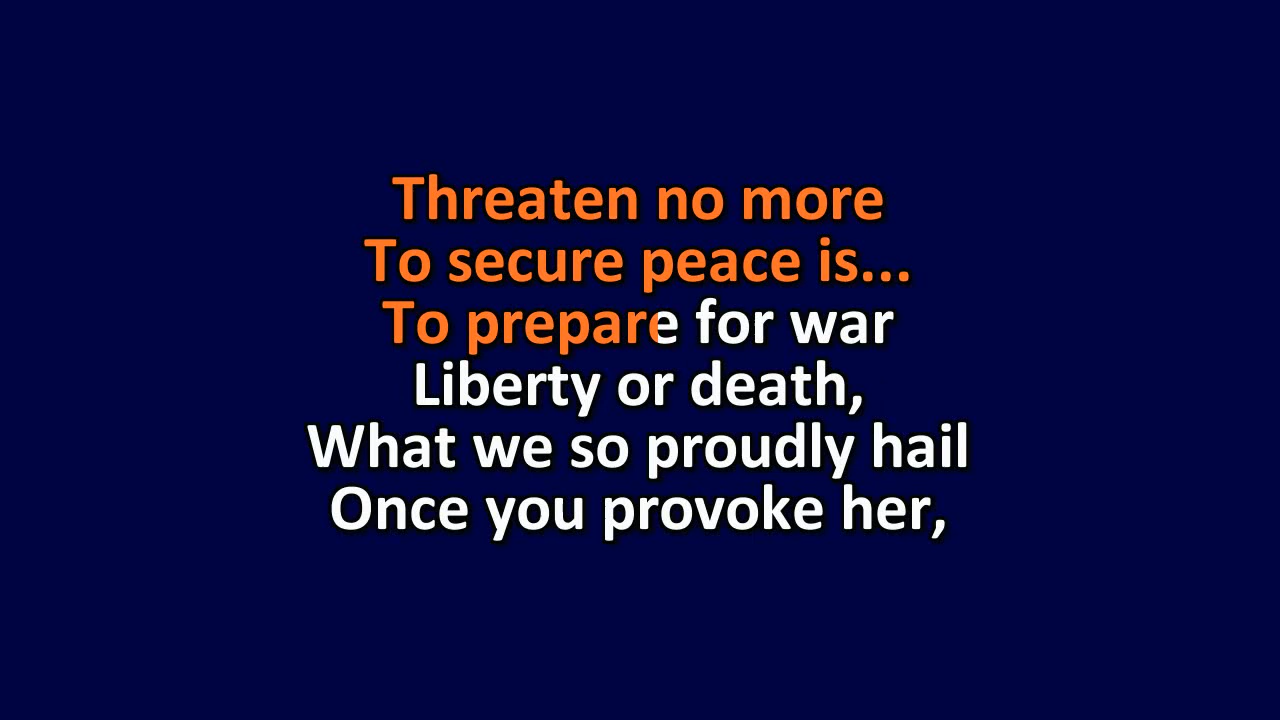 Threaten no more
To secure peace is...
To prepare for war
Liberty or death,
What we so proudly hail
Once you provoke her,